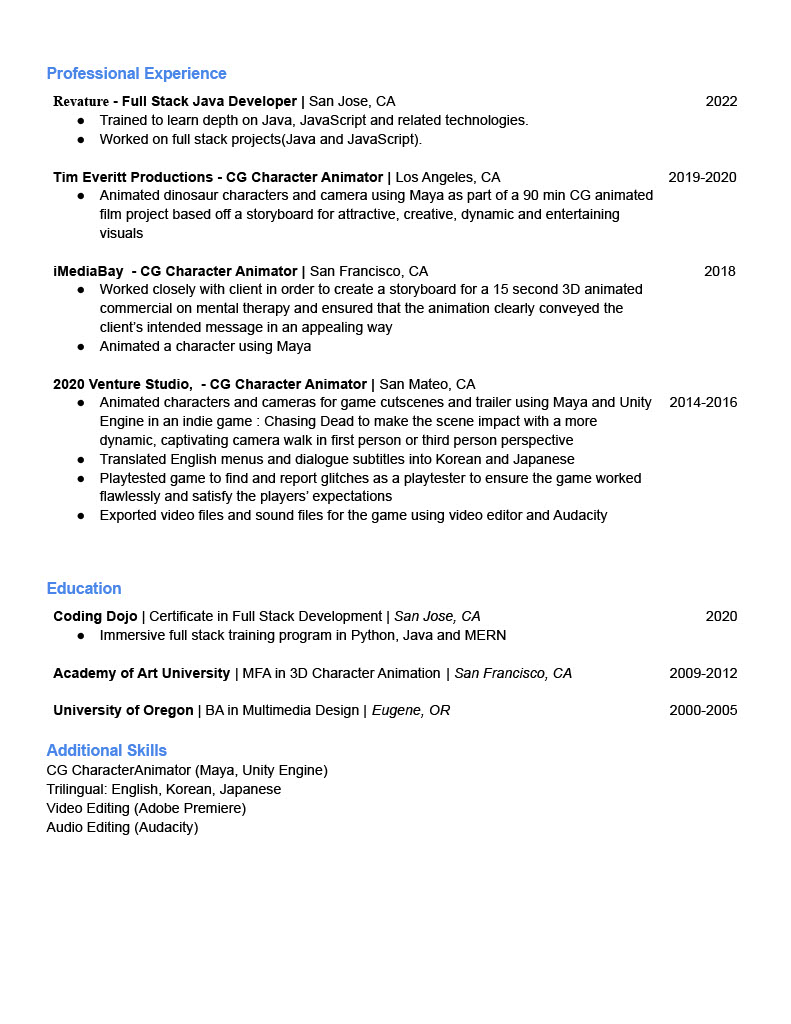 Professional Experience
Revature - Full Stack Java Developer | San Jose, CA 2022
● Trained to learn depth on Java, JavaScript and related technologies.
● Worked on full stack projects(Java and JavaScript).
Tim Everitt Productions - CG Character Animator | Los Angeles, CA 2019-2020
● Animated dinosaur characters and camera using Maya as part of a 90 min CG animated
film project based off a storyboard for attractive, creative, dynamic and entertaining
visuals
iMediaBay  - CG Character Animator | San Francisco, CA 2018
● Worked closely with client in order to create a storyboard for a 15 second 3D animated
commercial on mental therapy and ensured that the animation clearly conveyed the
client’s intended message in an appealing way
● Animated a character using Maya
2020 Venture Studio,  - CG Character Animator | San Mateo, CA
● Animated characters and cameras for game cutscenes and trailer using Maya and Unity 2014-2016
Engine in an indie game : Chasing Dead to make the scene impact with a more
dynamic, captivating camera walk in first person or third person perspective
● Translated English menus and dialogue subtitles into Korean and Japanese
● Playtested game to find and report glitches as a playtester to ensure the game worked
flawlessly and satisfy the players’ expectations
● Exported video files and sound files for the game using video editor and Audacity
Education
Coding Dojo | Certificate in Full Stack Development | San Jose, CA 2020
● Immersive full stack training program in Python, Java and MERN
Academy of Art University | MFA in 3D Character Animation | San Francisco, CA 2009-2012
University of Oregon | BA in Multimedia Design | Eugene, OR 2000-2005
Additional Skills
CG CharacterAnimator (Maya, Unity Engine)
Trilingual: English, Korean, Japanese
Video Editing (Adobe Premiere)
Audio Editing (Audacity)